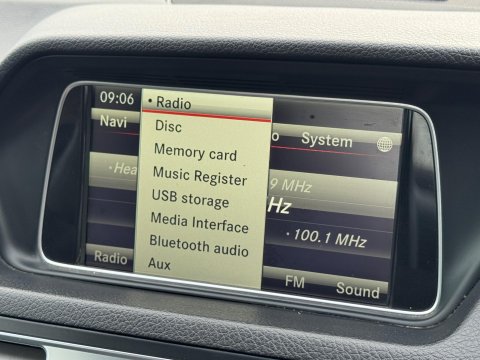 09:06
• Radio
Navi
Disc
o
System
Memory card
• Hea
Music Register
9 MHz
USB storage
Hz
Media Interface
• 100.1 MHz
Bluetooth audio
Radio
Aux
FM
Sound